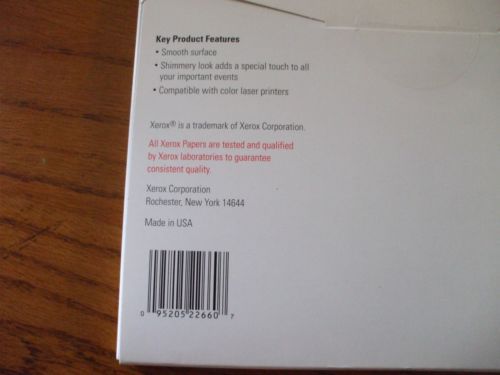 Key Product Features
• Smooth surface
• Shimmery look adds a special touch to all
your important events
• Compatible with color laser printers
Xerox® is a trademark of Xerox Corporation.
All Xerox Papers are tested and qualified
by Xerox laboratories to guarantee
consistent quality.
Xerox Corporation
Rochester, New York 14644
Made in USA
0 95205 22660 7